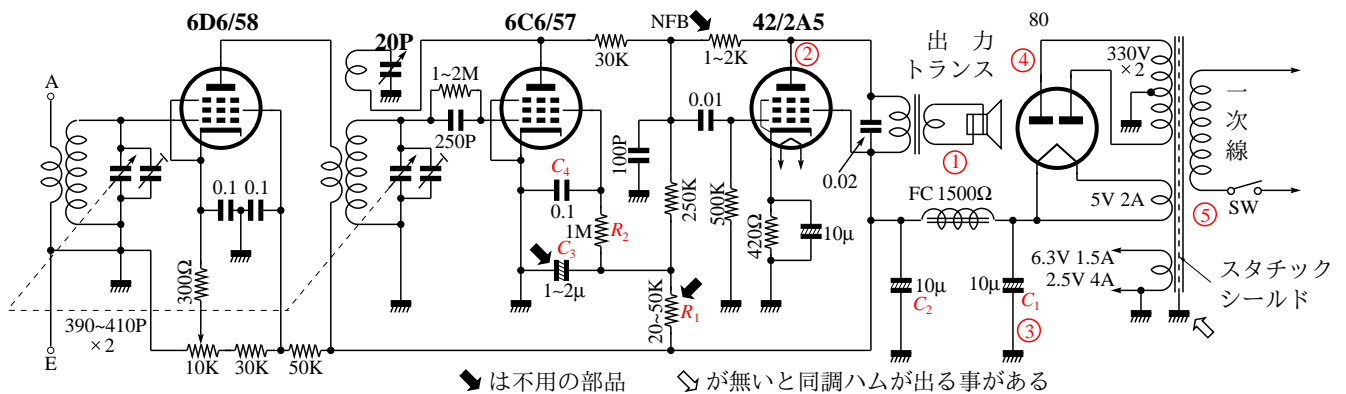 6D6/58
6C6/57
NFB
42/2A5
80
20P
1~2M
30K
1~2K
出力
トランス
②
④
330V
×2
一次線
A
250P
0.01
100P
C4
0.1
0.1
0.1
1M
R2
250K
500K
420Ω
10μ
0.02
①
FC 1500Ω
5V 2A
⑤
SW
C3
1~2μ
300Ω
20~50K
R1
10μ
C2
10μ
C1
③
6.3V 1.5A
2.5V 4A
スタチック
シールド
390~410P
×2
E
10K
30K
50K
は不用の部品
が無いと同調ハムが出る事がある